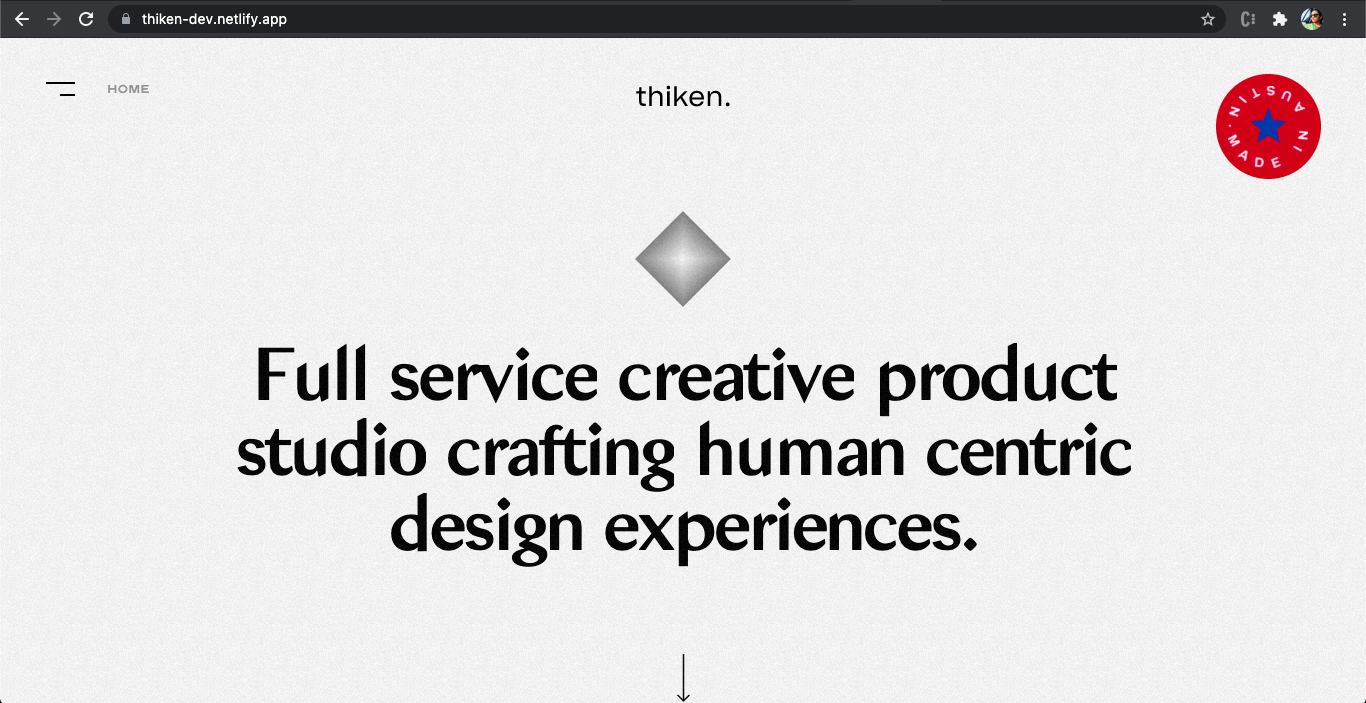 thiken-dev.netlify.app
HOME
thiken.
MADE IN AUSTIN.
Full service creative product
studio crafting human centric
design experiences.